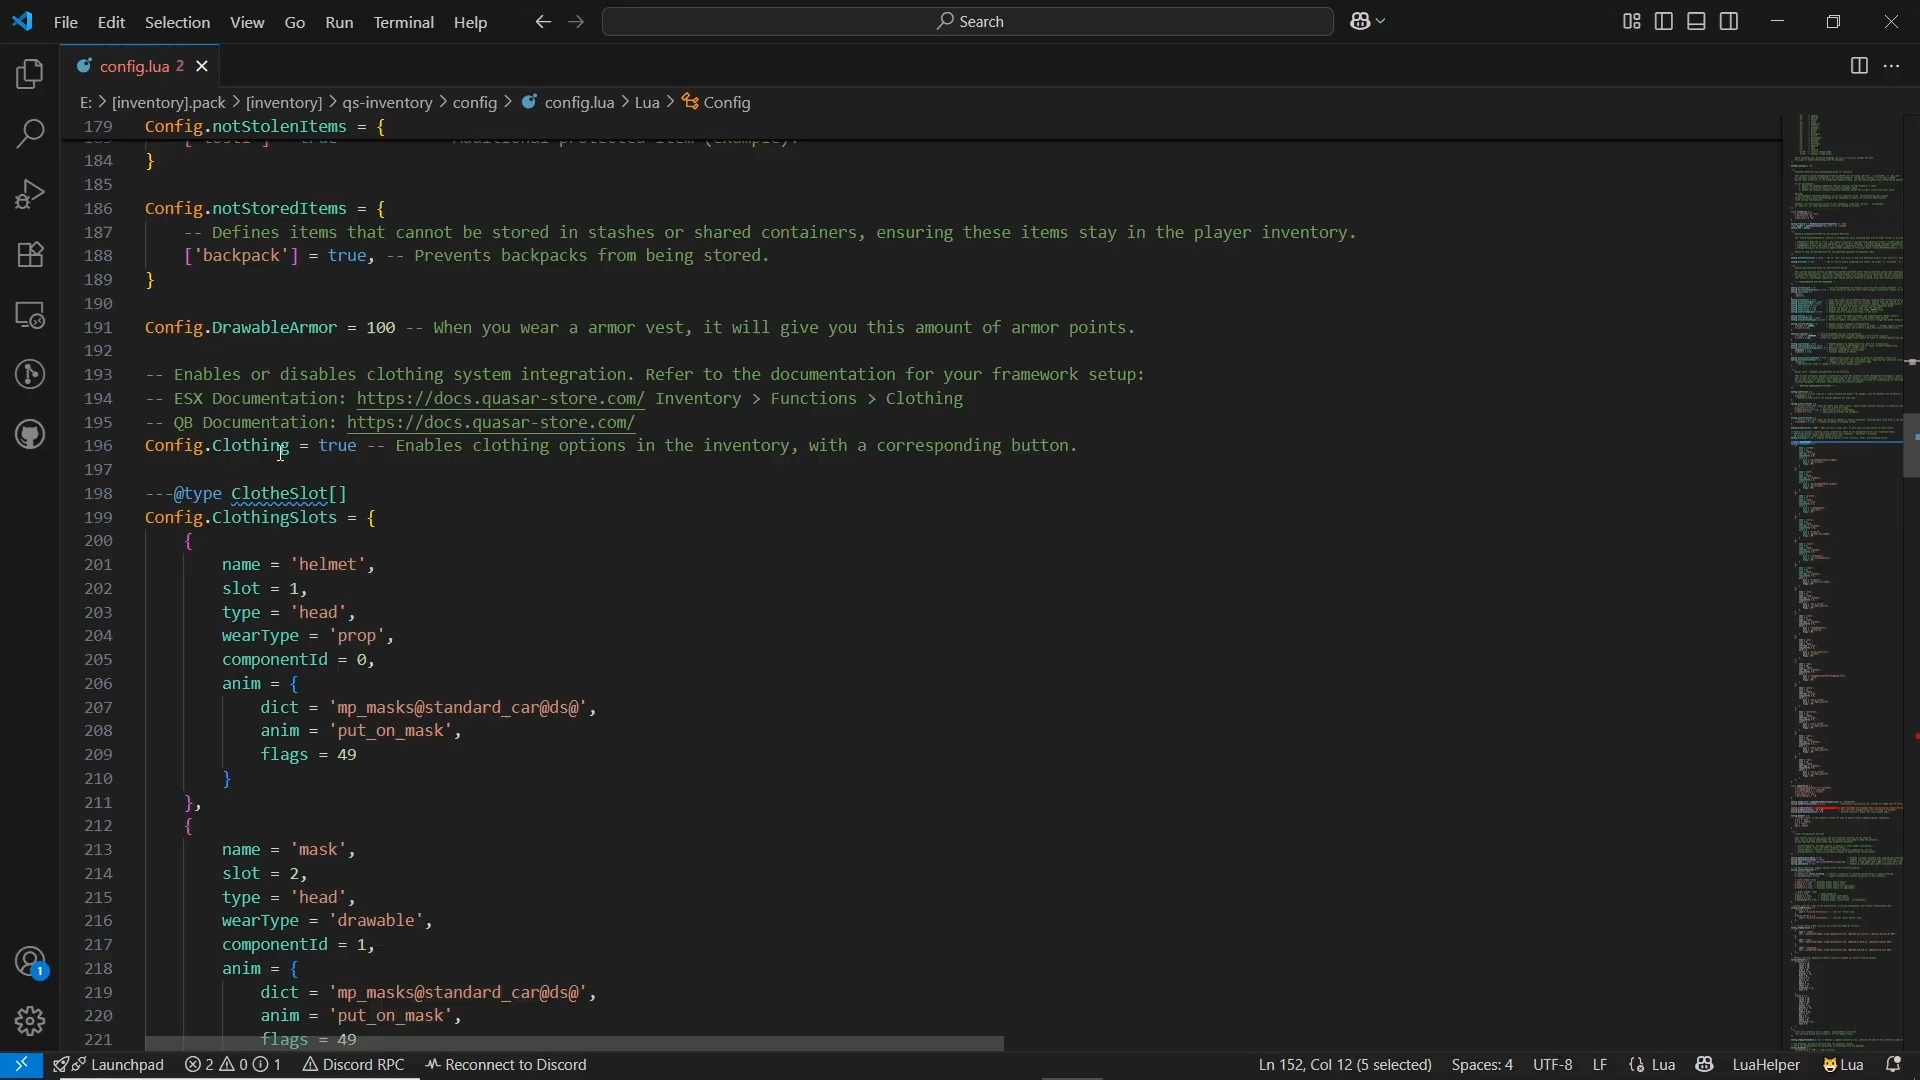 File Edit Selection View Go Run Terminal Help
Search
config.lua 2
E: > [inventory].pack > [inventory] > qs-inventory > config > config.lua > Lua > Config
179 Config.notStolenItems = {
184 }
185
186 Config.notStoredItems = {
187 -- Defines items that cannot be stored in stashes or shared containers, ensuring these items stay in the player inventory.
188 ['backpack'] = true, -- Prevents backpacks from being stored.
189 }
190
191 Config.DrawableArmor = 100 -- When you wear a armor vest, it will give you this amount of armor points.
192
193 -- Enables or disables clothing system integration. Refer to the documentation for your framework setup:
194 -- ESX Documentation: https://docs.quasar-store.com/ Inventory > Functions > Clothing
195 -- QB Documentation: https://docs.quasar-store.com/
196 Config.Clothing = true -- Enables clothing options in the inventory, with a corresponding button.
197
198 ---@type ClotheSlot[]
199 Config.ClothingSlots = {
200 {
201 name = 'helmet',
202 slot = 1,
203 type = 'head',
204 wearType = 'prop',
205 componentId = 0,
206 anim = {
207 dict = 'mp_masks@standard_car@ds@',
208 anim = 'put_on_mask',
209 flags = 49
210 }
211 },
212 {
213 name = 'mask',
214 slot = 2,
215 type = 'head',
216 wearType = 'drawable',
217 componentId = 1,
218 anim = {
219 dict = 'mp_masks@standard_car@ds@',
220 anim = 'put_on_mask',
221 flags = 49
1
Launchpad 2 0 1 Discord RPC Reconnect to Discord Ln 152, Col 12 (5 selected) Spaces: 4 UTF-8 LF Lua LuaHelper Lua